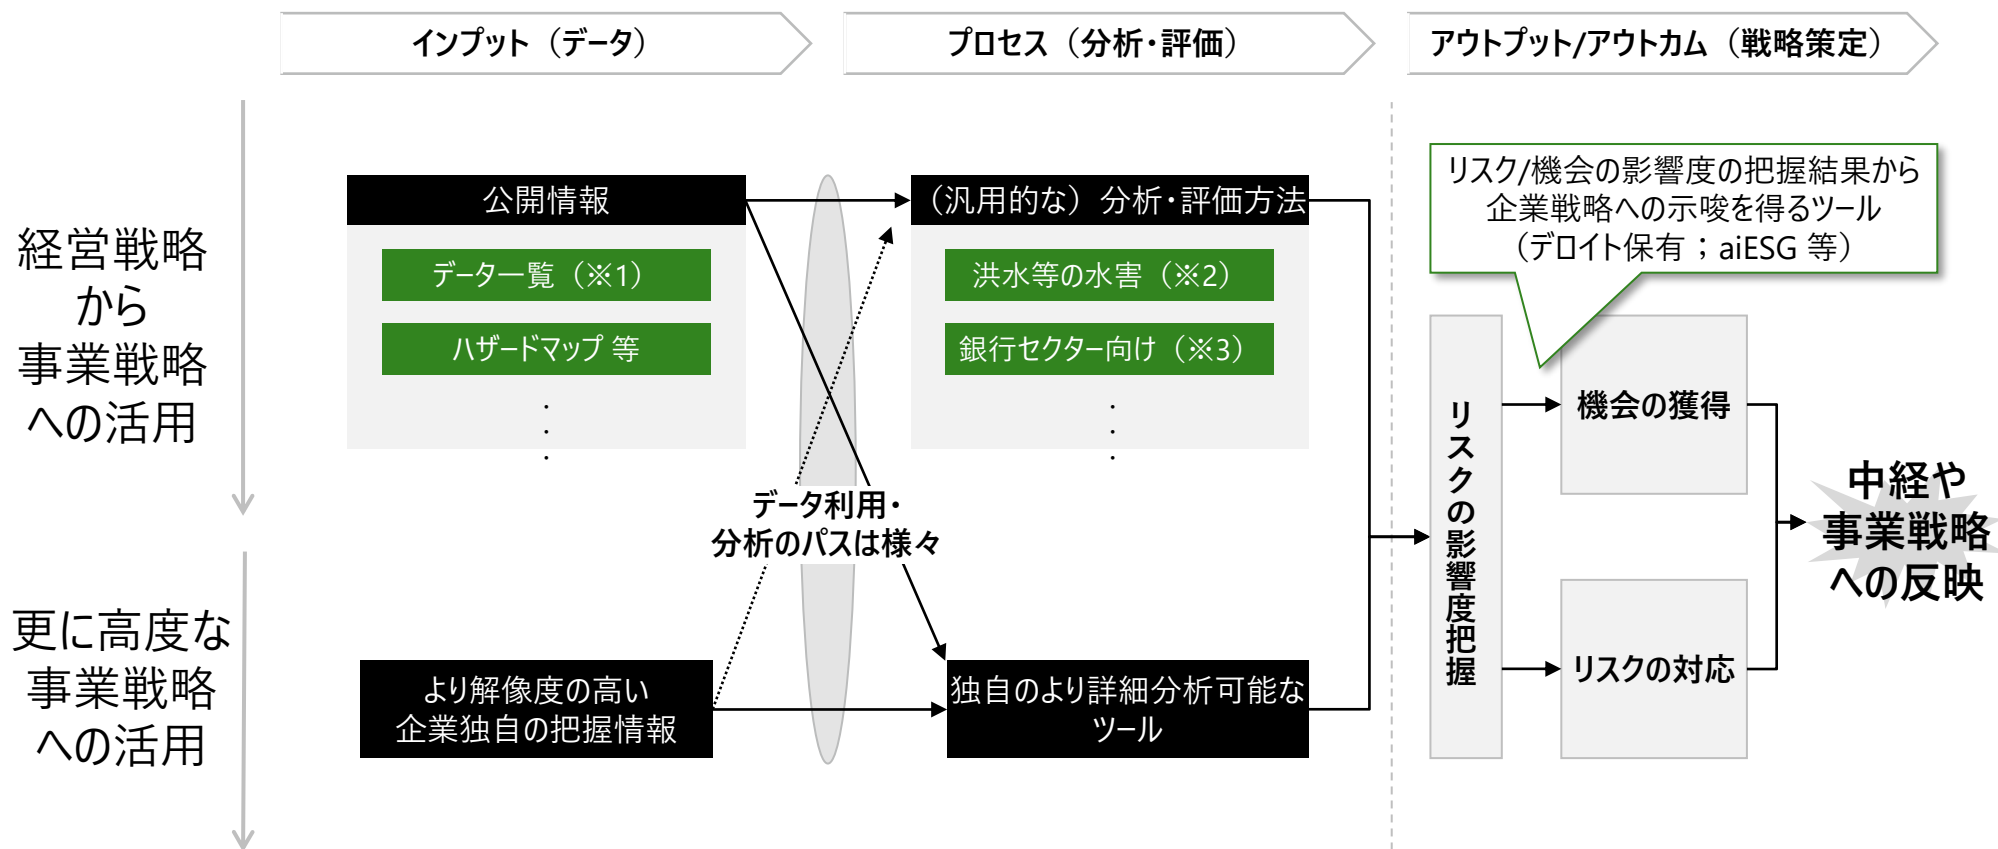 インプット（データ）
プロセス（分析・評価）
アウトプット/アウトカム（戦略策定）
経営戦略
から
事業戦略
への活用
更に高度な
事業戦略
への活用
公開情報
データ一覧（※1）
ハザードマップ 等
より解像度の高い
企業独自の把握情報
データ利用・
分析のパスは様々
（汎用的な）分析・評価方法
洪水等の水害（※2）
銀行セクター向け（※3）
独自のより詳細分析可能な
ツール
リスク/機会の影響度の把握結果から
企業戦略への示唆を得るツール
（デロイト保有；aiESG 等）
リスクの影響度把握
機会の獲得
リスクの対応
中経や
事業戦略
への反映